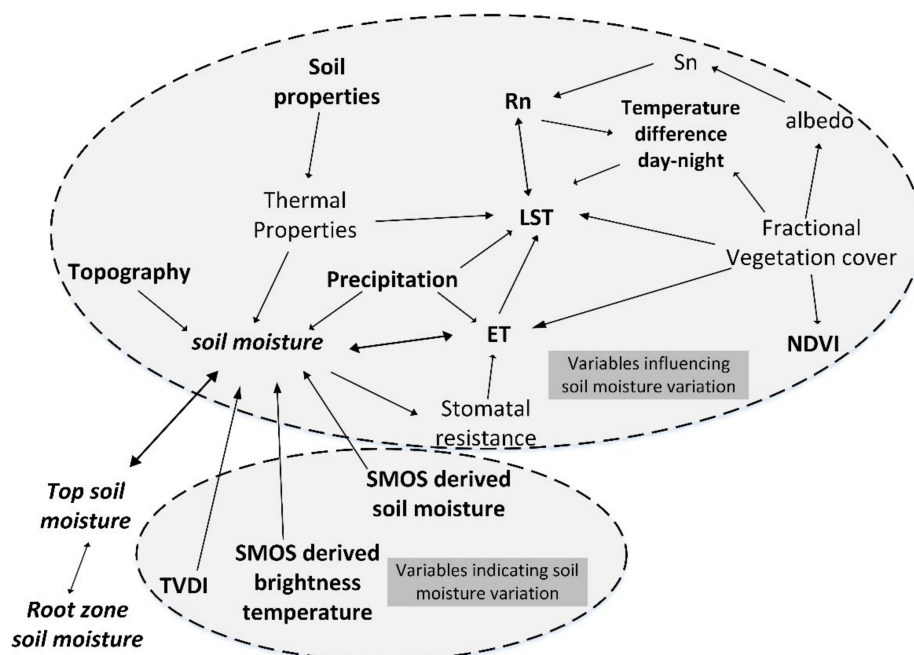 Soil
properties
Sn
Rn
Temperature
difference
day-night
albedo
Thermal
Properties
LST
Fractional
Vegetation cover
Topography
Precipitation
soil moisture
ET
NDVI
Variables influencing
soil moisture variation
Stomatal
resistance
SMOS derived
soil moisture
Top soil
moisture
TVDI
SMOS derived
brightness
temperature
Variables indicating soil
moisture variation
Root zone
soil moisture